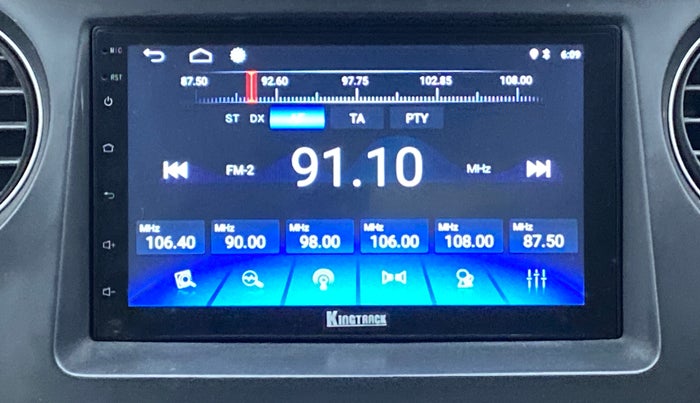 MIC
6:09
RST
87.50 92.60 97.75 102.85 108.00
ST DX TA PTY
FM-2 91.10 MHz
MHz MHz MHz MHz MHz MHz
106.40 90.00 98.00 106.00 108.00 87.50
KINGTRACK